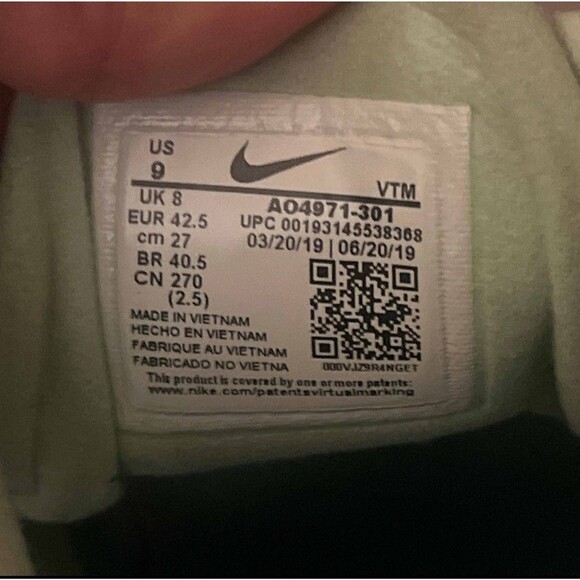 US
9
VTM
UK 8
AO4971-301
EUR 42.5
UPC 00193145538368
cm 27
03/20/19 | 06/20/19
BR 40.5
CN 270
(2.5)
MADE IN VIETNAM
HECHO EN VIETNAM
FABRIQUE AU VIETNAM
FABRICADO NO VIETNA
000VJZ9R4NGET
This product is covered by one or more patents:
www.nike.com/patentsvirtualmarking